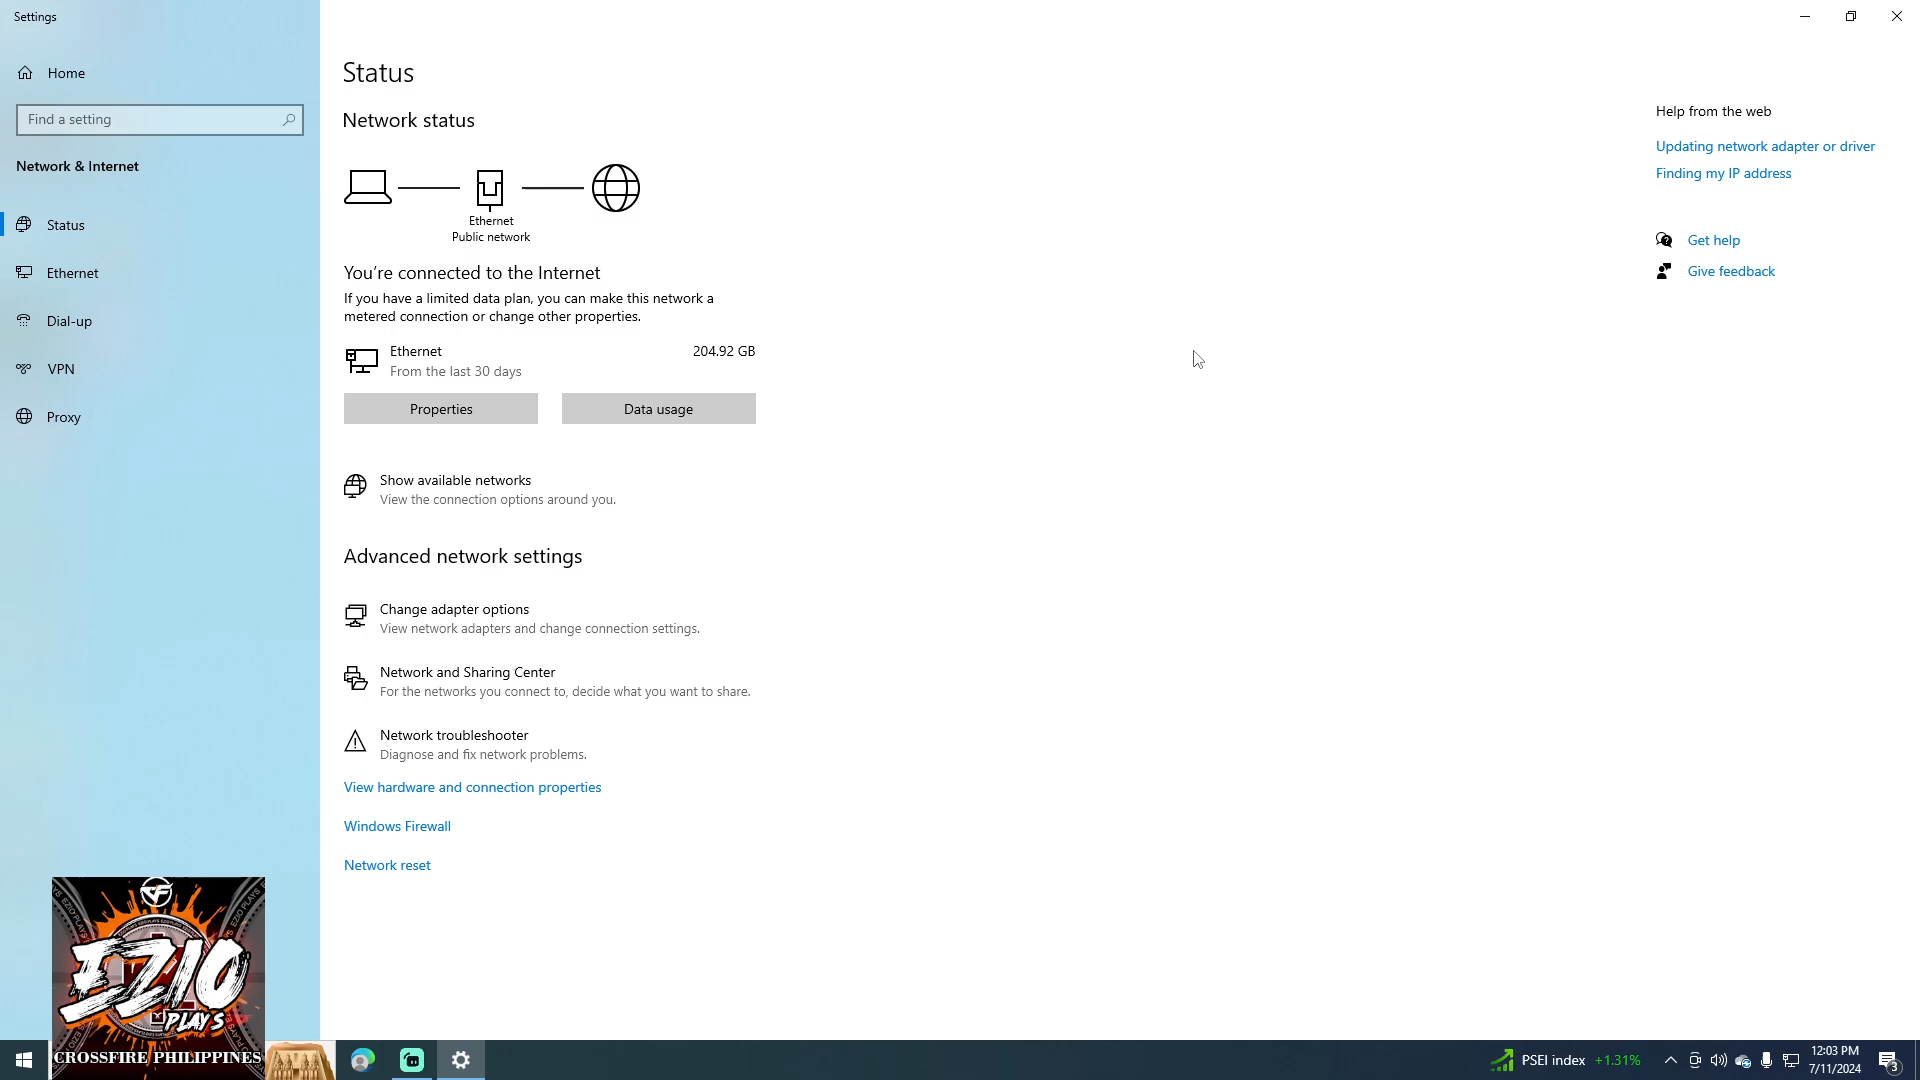 Settings
Home
Find a setting
Network & Internet
Status
Ethernet
Dial-up
VPN
Proxy
Status
Network status
Ethernet
Public network
You're connected to the Internet
If you have a limited data plan, you can make this network a
metered connection or change other properties.
Ethernet
204.92 GB
From the last 30 days
Properties
Data usage
Show available networks
View the connection options around you.
Advanced network settings
Change adapter options
View network adapters and change connection settings.
Network and Sharing Center
For the networks you connect to, decide what you want to share.
Network troubleshooter
Diagnose and fix network problems.
View hardware and connection properties
Windows Firewall
Network reset
Help from the web
Updating network adapter or driver
Finding my IP address
Get help
Give feedback
CF
EZIO
PLAYS
CROSSFIRE PHILIPPINES
PSEI index +1.31%
12:03 PM
7/11/2024
3